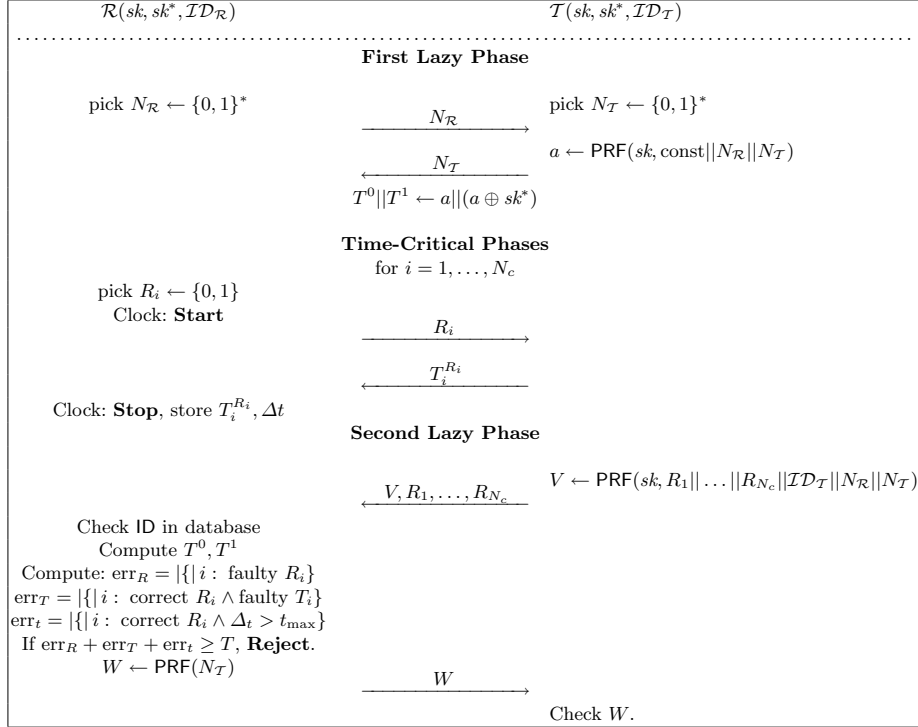 ℛ(sk, sk*, ℐ𝒟_ℛ) 𝒯(sk, sk*, ℐ𝒟_𝒯)
First Lazy Phase
pick N_ℛ ← {0, 1}* pick N_𝒯 ← {0, 1}*
N_ℛ
a ← PRF(sk, const||N_ℛ||N_𝒯)
N_𝒯
T^0||T^1 ← a||(a ⊕ sk*)
Time-Critical Phases
for i = 1, . . . , N_c
pick R_i ← {0, 1}
Clock: Start
R_i
T_i^{R_i}
Clock: Stop, store T_i^{R_i}, Δt
Second Lazy Phase
V ← PRF(sk, R_1|| . . . ||R_{N_c}||ℐ𝒟_𝒯||N_ℛ||N_𝒯)
V, R_1, . . . , R_{N_c}
Check ID in database
Compute T^0, T^1
Compute: err_R = |{| i : faulty R_i}
err_T = |{| i : correct R_i ∧ faulty T_i}
err_t = |{| i : correct R_i ∧ Δ_t > t_max}
If err_R + err_T + err_t ≥ T, Reject.
W ← PRF(N_𝒯)
W
Check W.